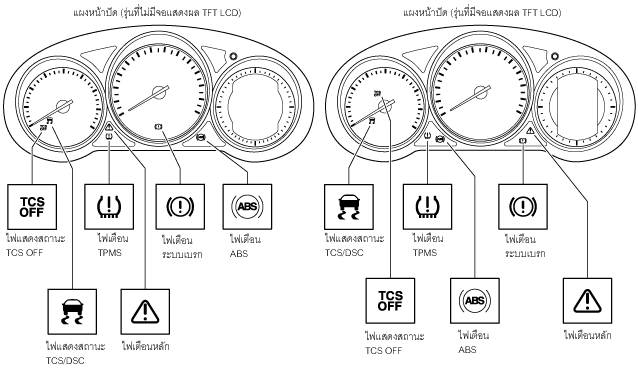 แผงหน้าปัด (รุ่นที่ไม่มีจอแสดงผล TFT LCD)
แผงหน้าปัด (รุ่นที่มีจอแสดงผล TFT LCD)
TCS
OFF
ABS
ไฟแสดงสถานะ
TCS OFF
ไฟเตือน
TPMS
ไฟเตือน
ระบบเบรก
ไฟเตือน
ABS
ไฟแสดงสถานะ
TCS/DSC
ไฟเตือนหลัก
ไฟแสดงสถานะ
TCS/DSC
ไฟเตือน
TPMS
ไฟเตือน
ระบบเบรก
TCS
OFF
ABS
ไฟแสดงสถานะ
TCS OFF
ไฟเตือน
ABS
ไฟเตือนหลัก